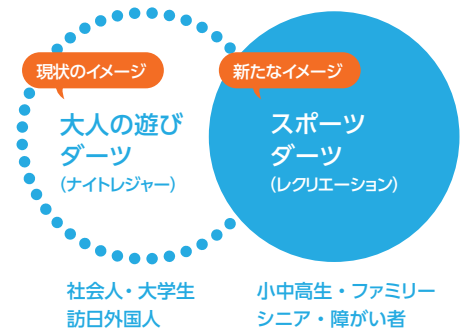 現状のイメージ
大人の遊び
ダーツ
(ナイトレジャー)
社会人・大学生
訪日外国人
新たなイメージ
スポーツ
ダーツ
(レクリエーション)
小中高生・ファミリー
シニア・障がい者